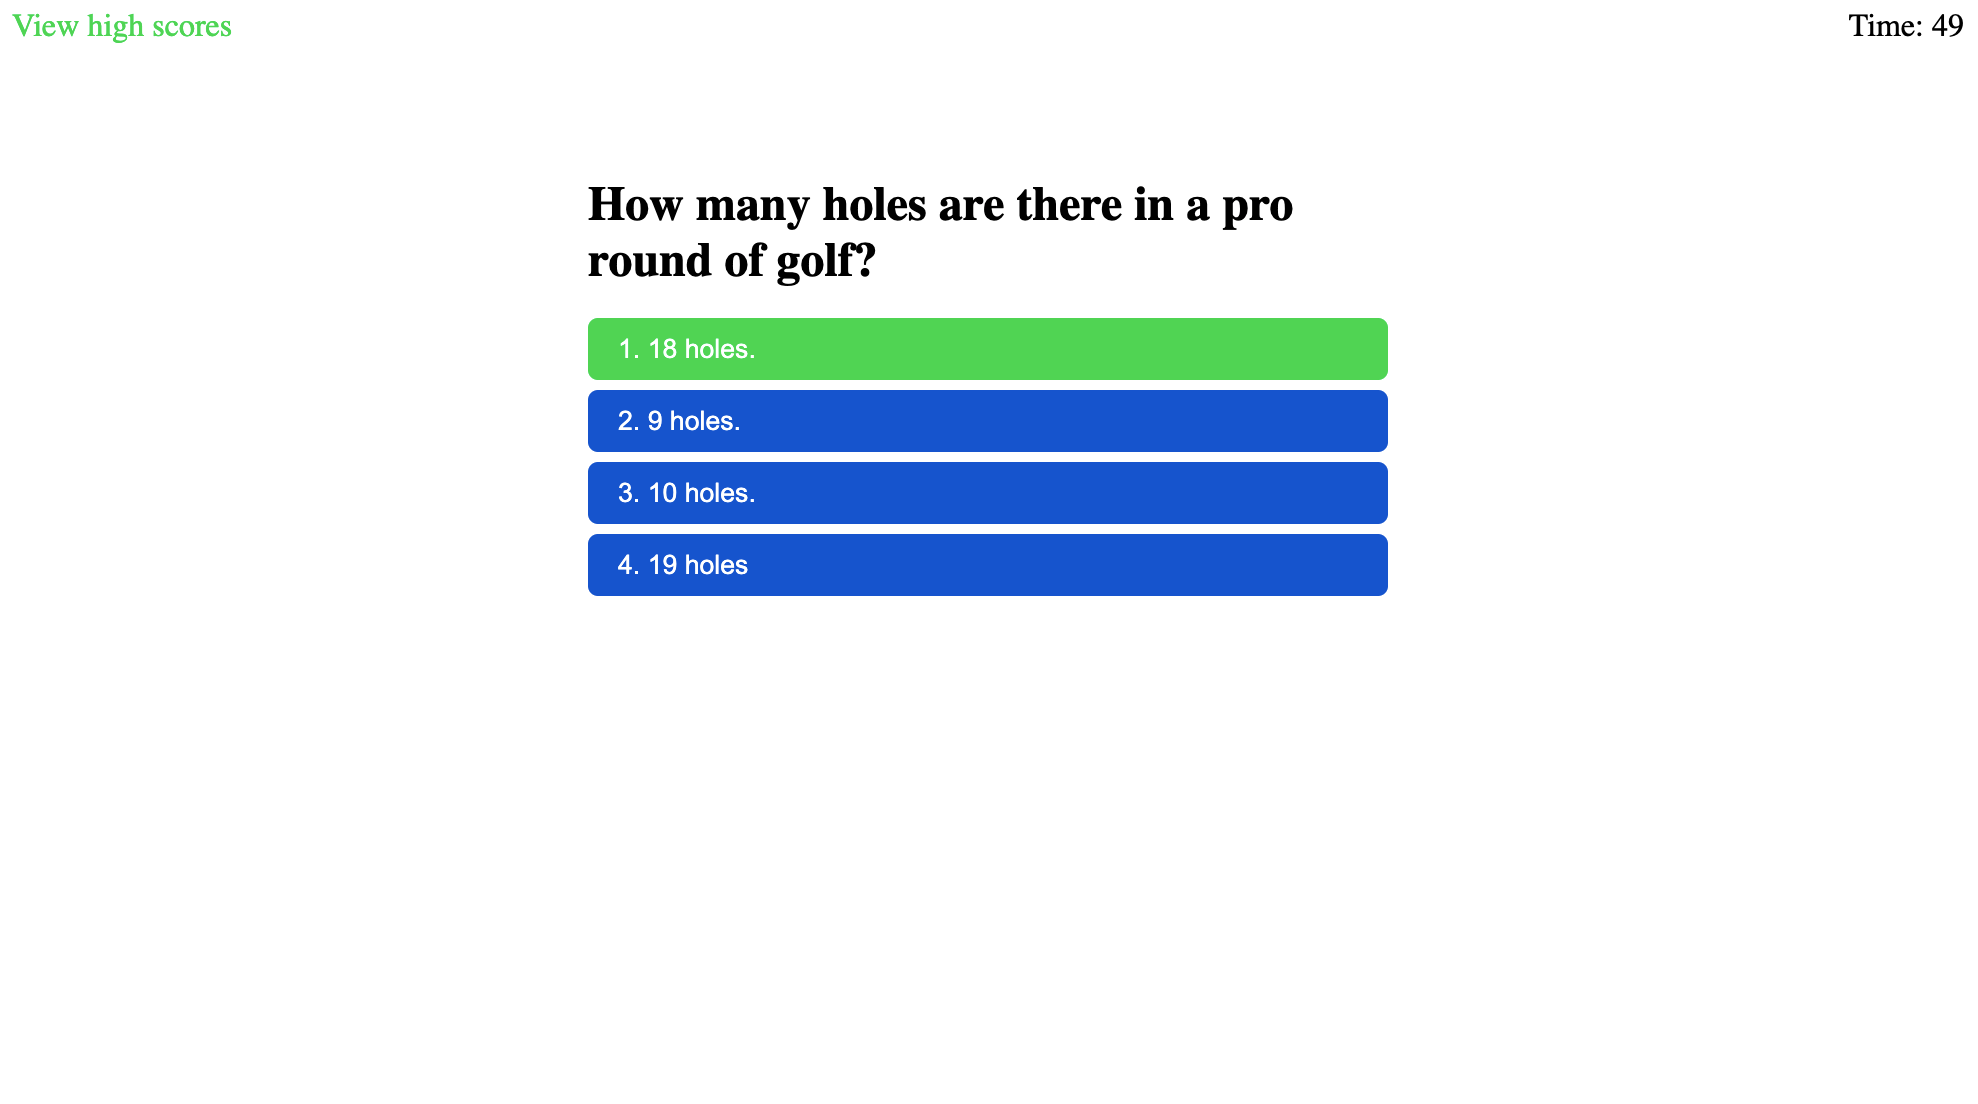 View high scores
Time: 49
How many holes are there in a pro
round of golf?
1. 18 holes.
2. 9 holes.
3. 10 holes.
4. 19 holes